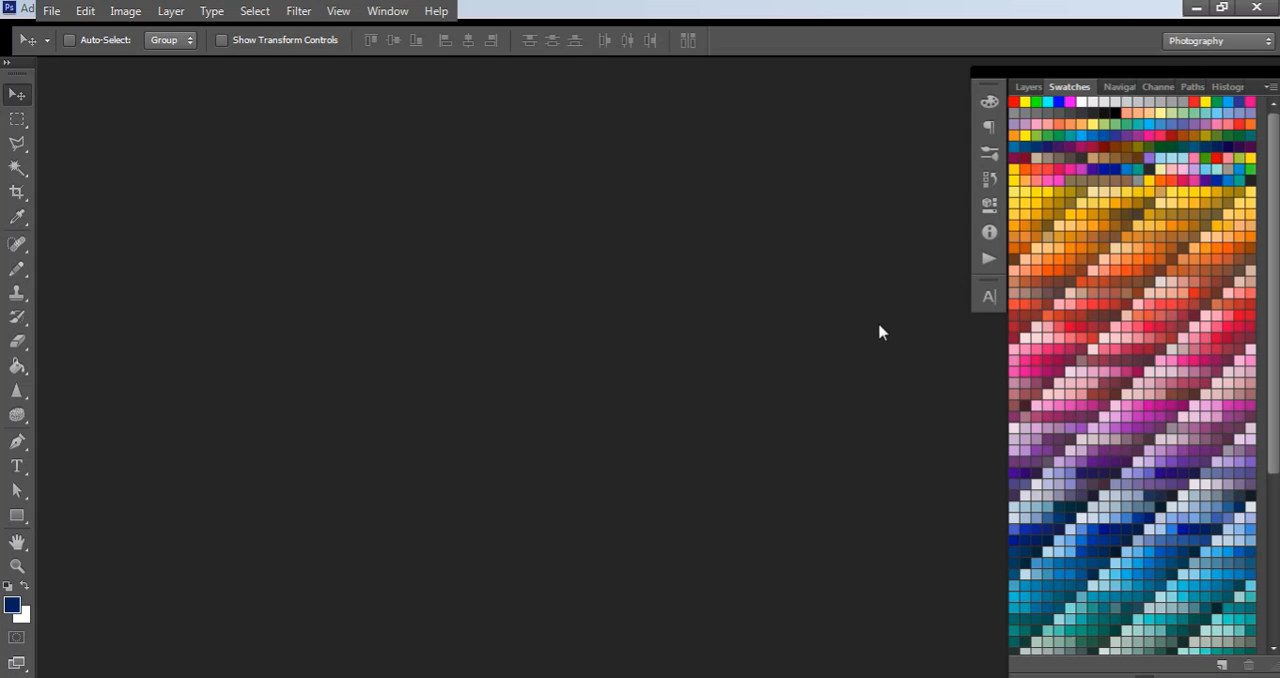 Ps Ad
File Edit Image Layer Type Select Filter View Window Help
Auto-Select: Group Show Transform Controls Photography
Layers Swatches Navigat Channe Paths Histogr
A
T